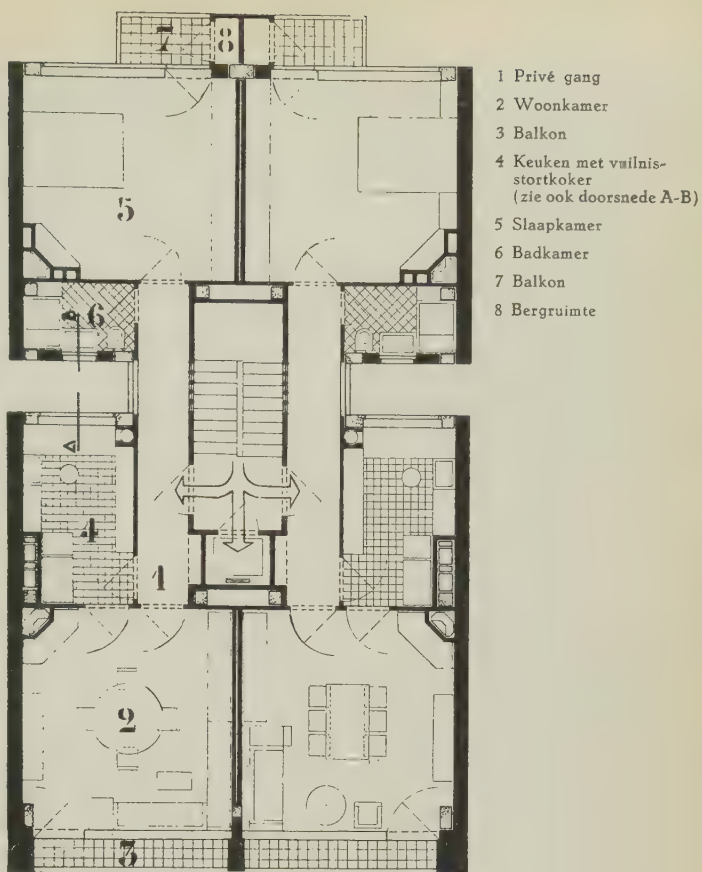 7
8
5
6
4
1
2
3
1 Privé gang
2 Woonkamer
3 Balkon
4 Keuken met vuilnis-
stortkoker
(zie ook doorsnede A-B)
5 Slaapkamer
6 Badkamer
7 Balkon
8 Bergruimte